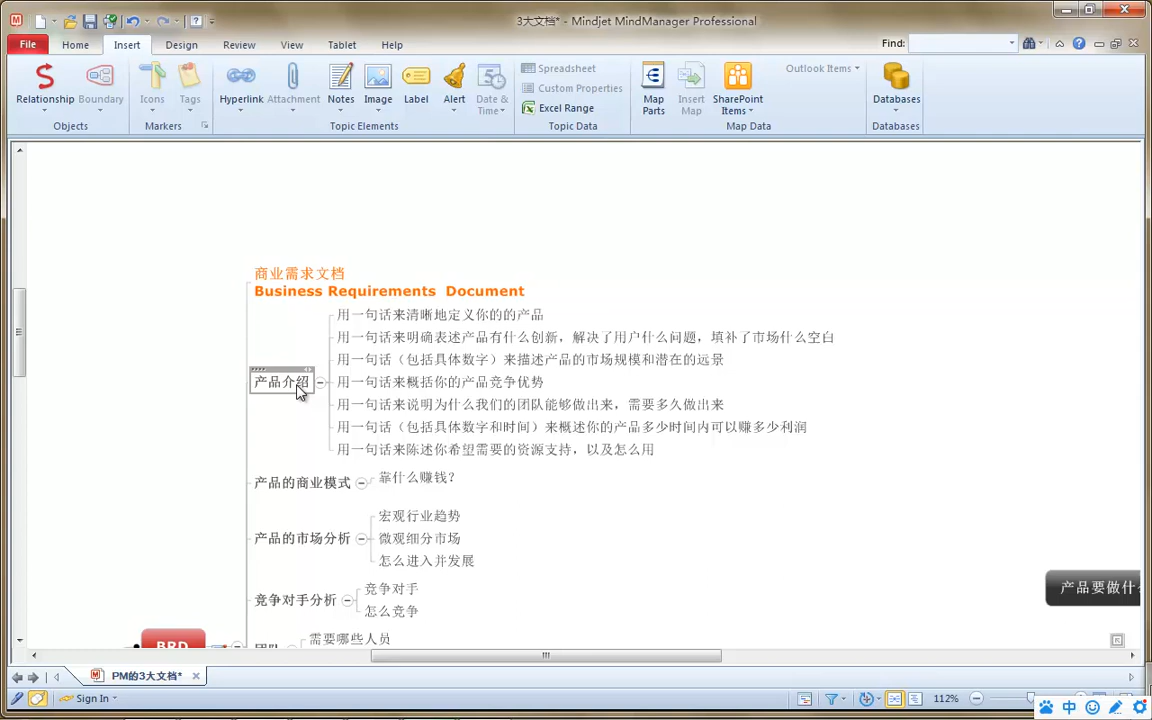 3大文档* - Mindjet MindManager Professional
File Home Insert Design Review View Tablet Help Find:
Relationship Boundary Icons Tags Hyperlink Attachment Notes Image Label Alert Date & Time Spreadsheet Custom Properties Excel Range Map Parts Insert Map SharePoint Items Outlook Items Databases
Objects Markers Topic Elements Topic Data Map Data Databases
商业需求文档
Business Requirements Document
用一句话来清晰地定义你的的产品
用一句话来明确表述产品有什么创新，解决了用户什么问题，填补了市场什么空白
用一句话（包括具体数字）来描述产品的市场规模和潜在的远景
产品介绍
用一句话来概括你的产品竞争优势
用一句话来说明为什么我们的团队能够做出来，需要多久做出来
用一句话（包括具体数字和时间）来概述你的产品多少时间内可以赚多少利润
用一句话来陈述你希望需要的资源支持，以及怎么用
产品的商业模式
靠什么赚钱？
宏观行业趋势
产品的市场分析
微观细分市场
怎么进入并发展
竞争对手
竞争对手分析
怎么竞争
产品要做什
需要哪些人员
BRD
团队
PM的3大文档*
Sign In
112%
中